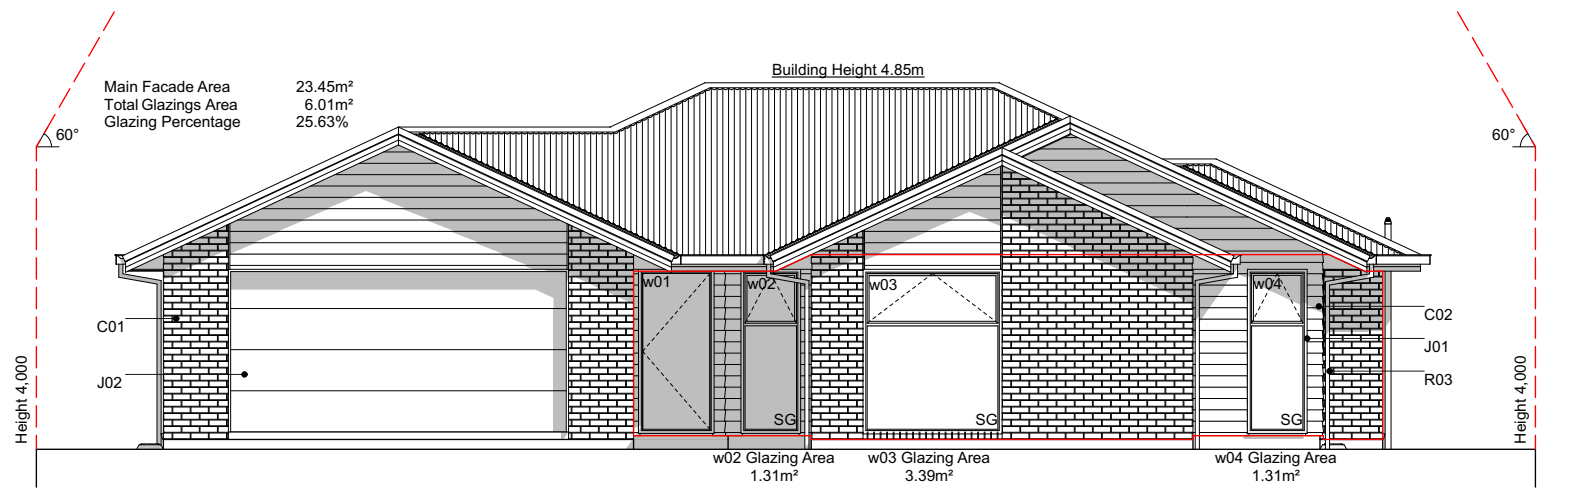 Building Height 4.85m
Main Facade Area 23.45m²
Total Glazings Area 6.01m²
Glazing Percentage 25.63%
60°
60°
w01
w02
w03
w04
C01
J02
C02
J01
R03
SG
SG
SG
Height 4,000
Height 4,000
w02 Glazing Area
1.31m²
w03 Glazing Area
3.39m²
w04 Glazing Area
1.31m²